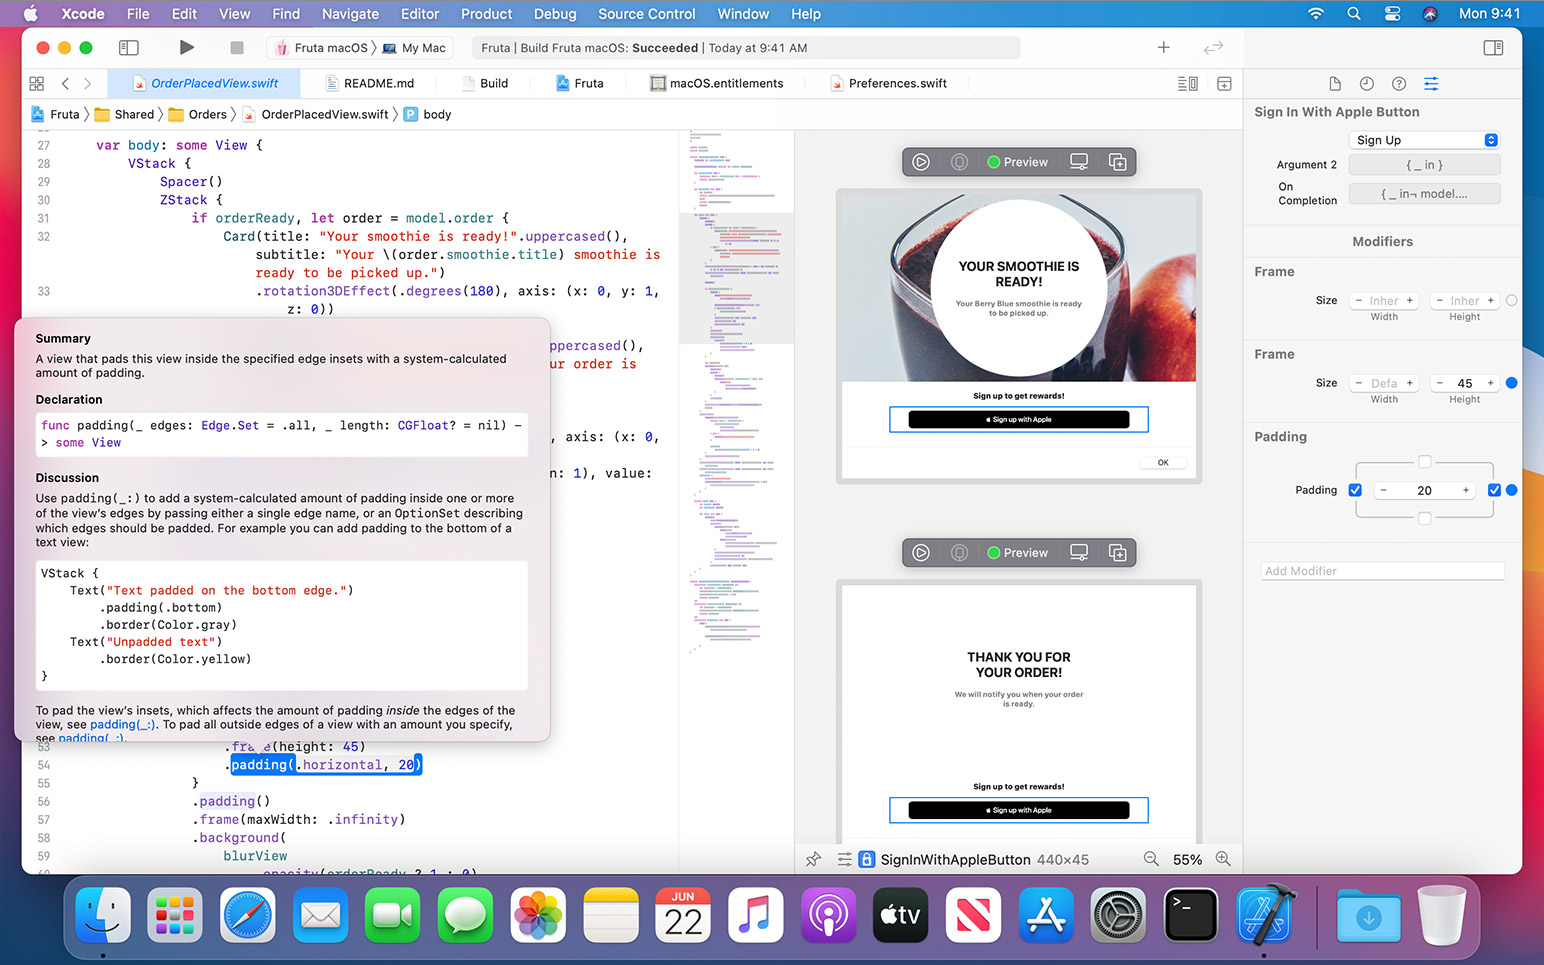 Xcode File Edit View Find Navigate Editor Product Debug Source Control Window Help Mon 9:41
Fruta macOS My Mac Fruta | Build Fruta macOS: Succeeded | Today at 9:41 AM
OrderPlacedView.swift README.md Build Fruta macOS.entitlements Preferences.swift
Fruta Shared Orders OrderPlacedView.swift P body
27 var body: some View {
28 VStack {
29 Spacer()
30 ZStack {
31 if orderReady, let order = model.order {
32 Card(title: "Your smoothie is ready!".uppercased(),
subtitle: "Your \(order.smoothie.title) smoothie is
ready to be picked up.")
33 .rotation3DEffect(.degrees(180), axis: (x: 0, y: 1,
z: 0))
ppercased(),
ur order is
, axis: (x: 0,
n: 1), value:
Summary
A view that pads this view inside the specified edge insets with a system-calculated
amount of padding.
Declaration
func padding(_ edges: Edge.Set = .all, _ length: CGFloat? = nil) -
> some View
Discussion
Use padding(_:) to add a system-calculated amount of padding inside one or more
of the view's edges by passing either a single edge name, or an OptionSet describing
which edges should be padded. For example you can add padding to the bottom of a
text view:
VStack {
Text("Text padded on the bottom edge.")
.padding(.bottom)
.border(Color.gray)
Text("Unpadded text")
.border(Color.yellow)
}
To pad the view's insets, which affects the amount of padding inside the edges of the
view, see padding(_:). To pad all outside edges of a view with an amount you specify,
see padding(_:).
53 .frame(height: 45)
54 .padding(.horizontal, 20)
55 }
56 .padding()
57 .frame(maxWidth: .infinity)
58 .background(
59 blurView
.opacity(orderReady ? 1 : 0)
Preview
YOUR SMOOTHIE IS
READY!
Your Berry Blue smoothie is ready
to be picked up.
Sign up to get rewards!
Sign up with Apple
OK
Preview
THANK YOU FOR
YOUR ORDER!
We will notify you when your order
is ready.
Sign up to get rewards!
Sign up with Apple
SignInWithAppleButton 440×45 55%
Sign In With Apple Button
Sign Up
Argument 2 { _ in }
On
Completion { _ in¬ model....
Modifiers
Frame
Size − Inher + − Inher +
Width Height
Frame
Size − Defa + − 45 +
Width Height
Padding
Padding − 20 +
Add Modifier
JUN
22
tv
>_